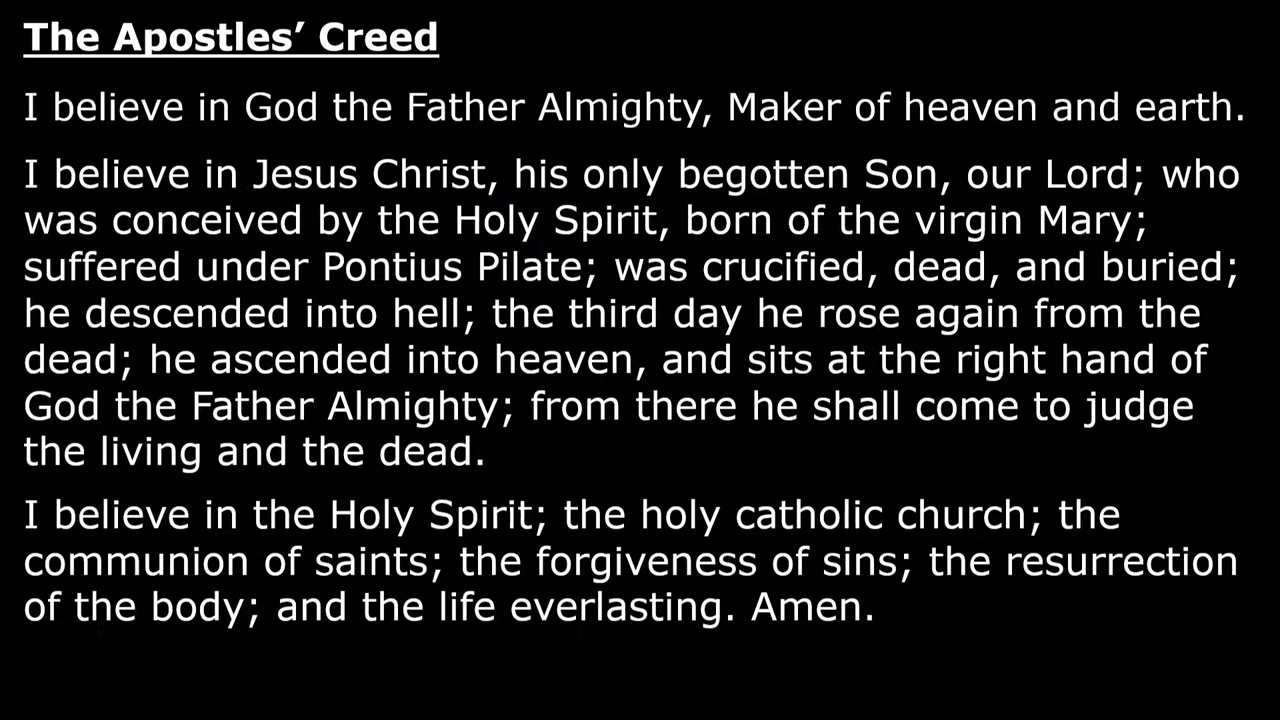 The Apostles’ Creed
I believe in God the Father Almighty, Maker of heaven and earth.
I believe in Jesus Christ, his only begotten Son, our Lord; who
was conceived by the Holy Spirit, born of the virgin Mary;
suffered under Pontius Pilate; was crucified, dead, and buried;
he descended into hell; the third day he rose again from the
dead; he ascended into heaven, and sits at the right hand of
God the Father Almighty; from there he shall come to judge
the living and the dead.
I believe in the Holy Spirit; the holy catholic church; the
communion of saints; the forgiveness of sins; the resurrection
of the body; and the life everlasting. Amen.